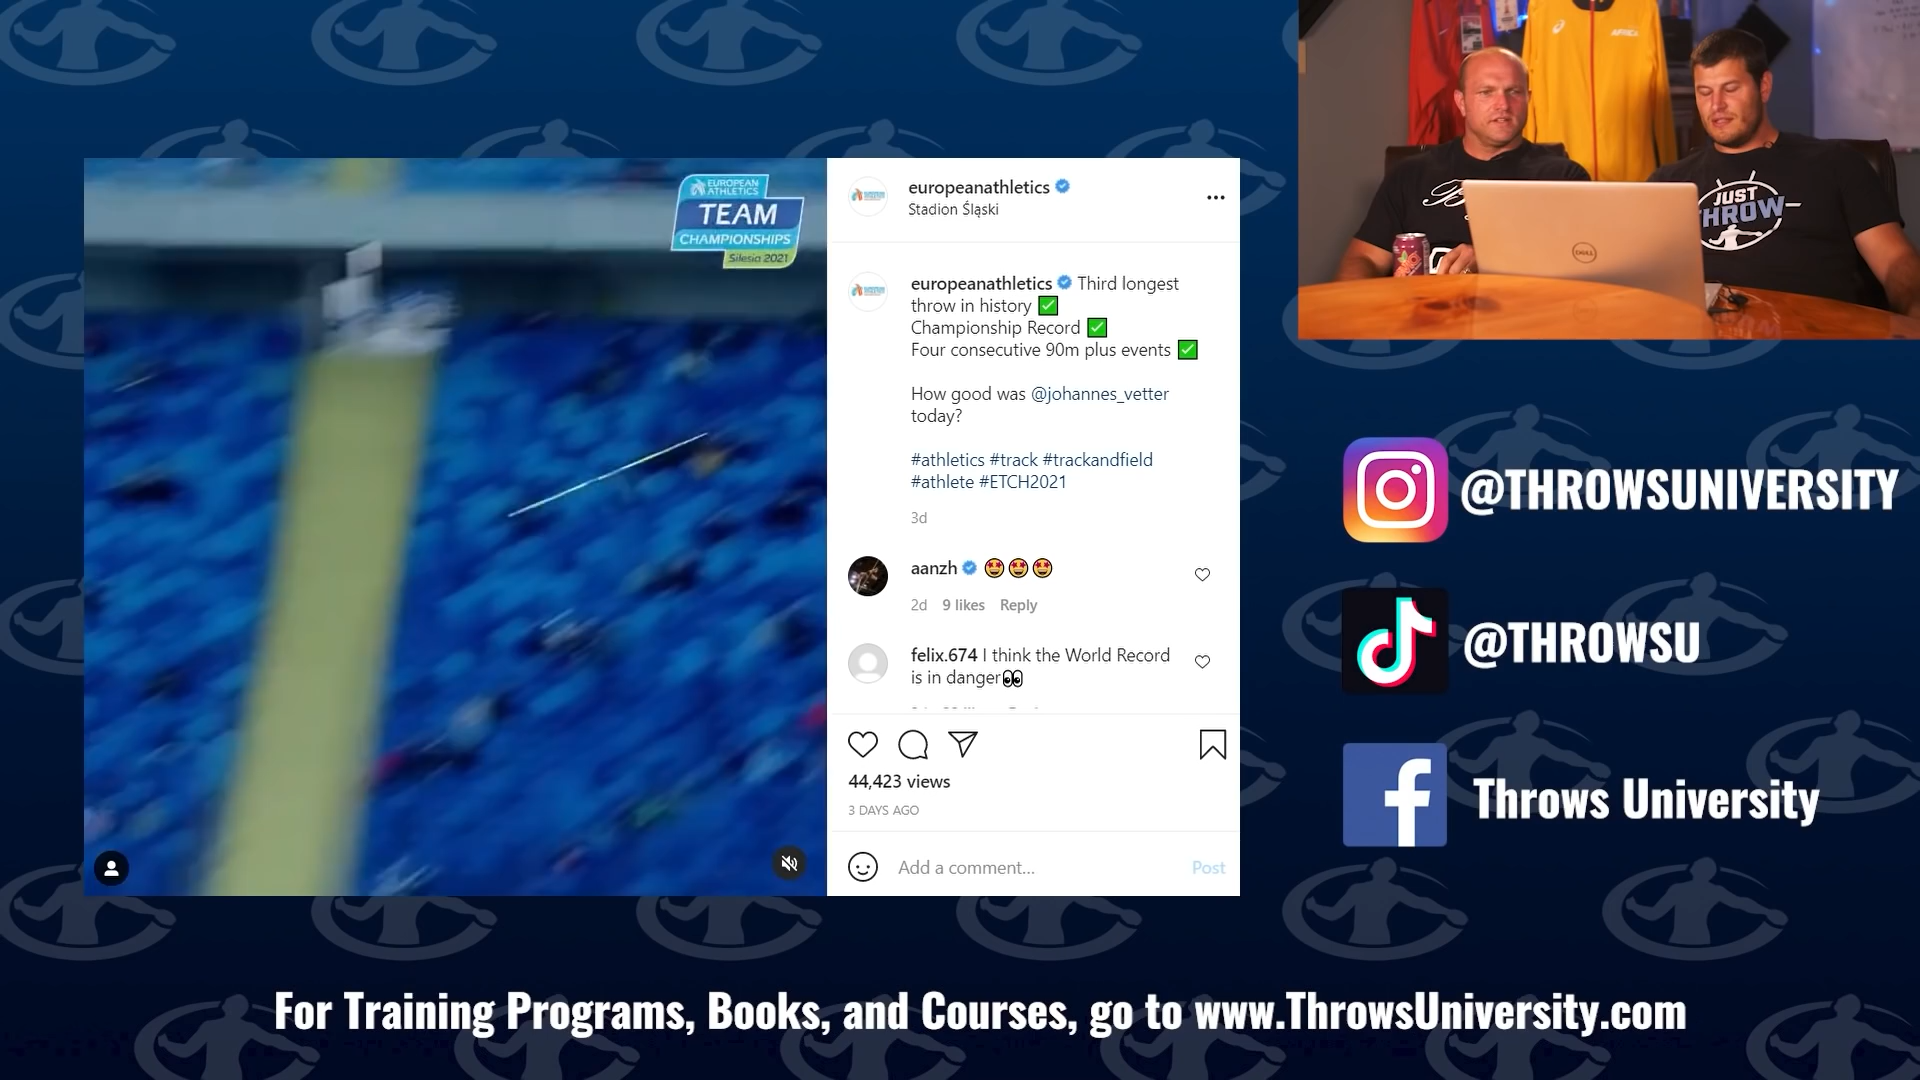 EUROPEAN
ATHLETICS
TEAM
CHAMPIONSHIPS
Silesia 2021
europeanathletics
Stadion Śląski
europeanathletics Third longest
throw in history ✅
Championship Record ✅
Four consecutive 90m plus events ✅
How good was @johannes_vetter
today?
#athletics #track #trackandfield
#athlete #ETCH2021
3d
aanzh 🤩🤩🤩
2d 9 likes Reply
felix.674 I think the World Record
is in danger👀
44,423 views
3 DAYS AGO
Add a comment...
Post
AFRICA
JUST
THROW
DELL
@THROWSUNIVERSITY
@THROWSU
Throws University
For Training Programs, Books, and Courses, go to www.ThrowsUniversity.com